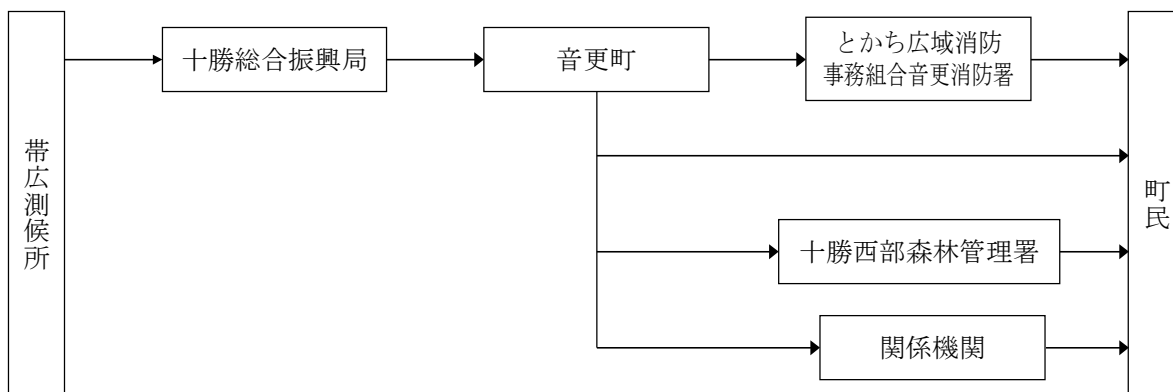 帯広測候所
十勝総合振興局
音更町
とかち広域消防
事務組合音更消防署
十勝西部森林管理署
関係機関
町民